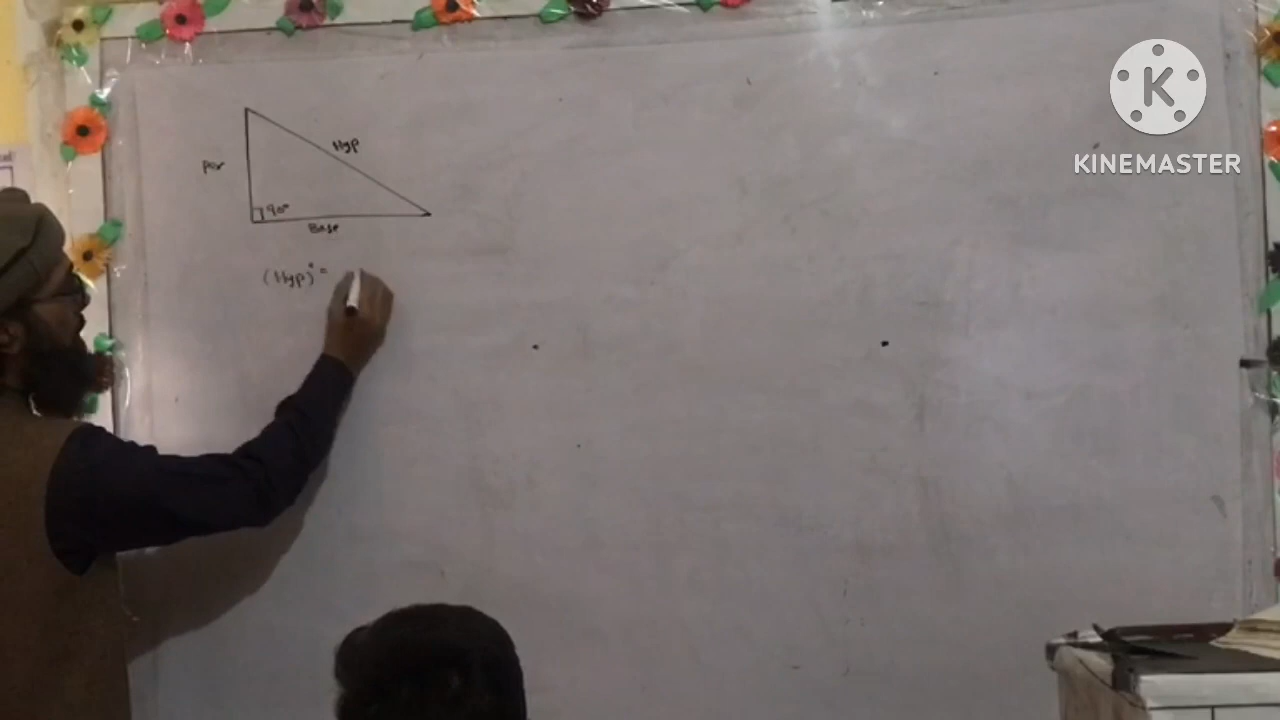 K
KINEMASTER
Hyp
Per
90°
Base
(Hyp)² =